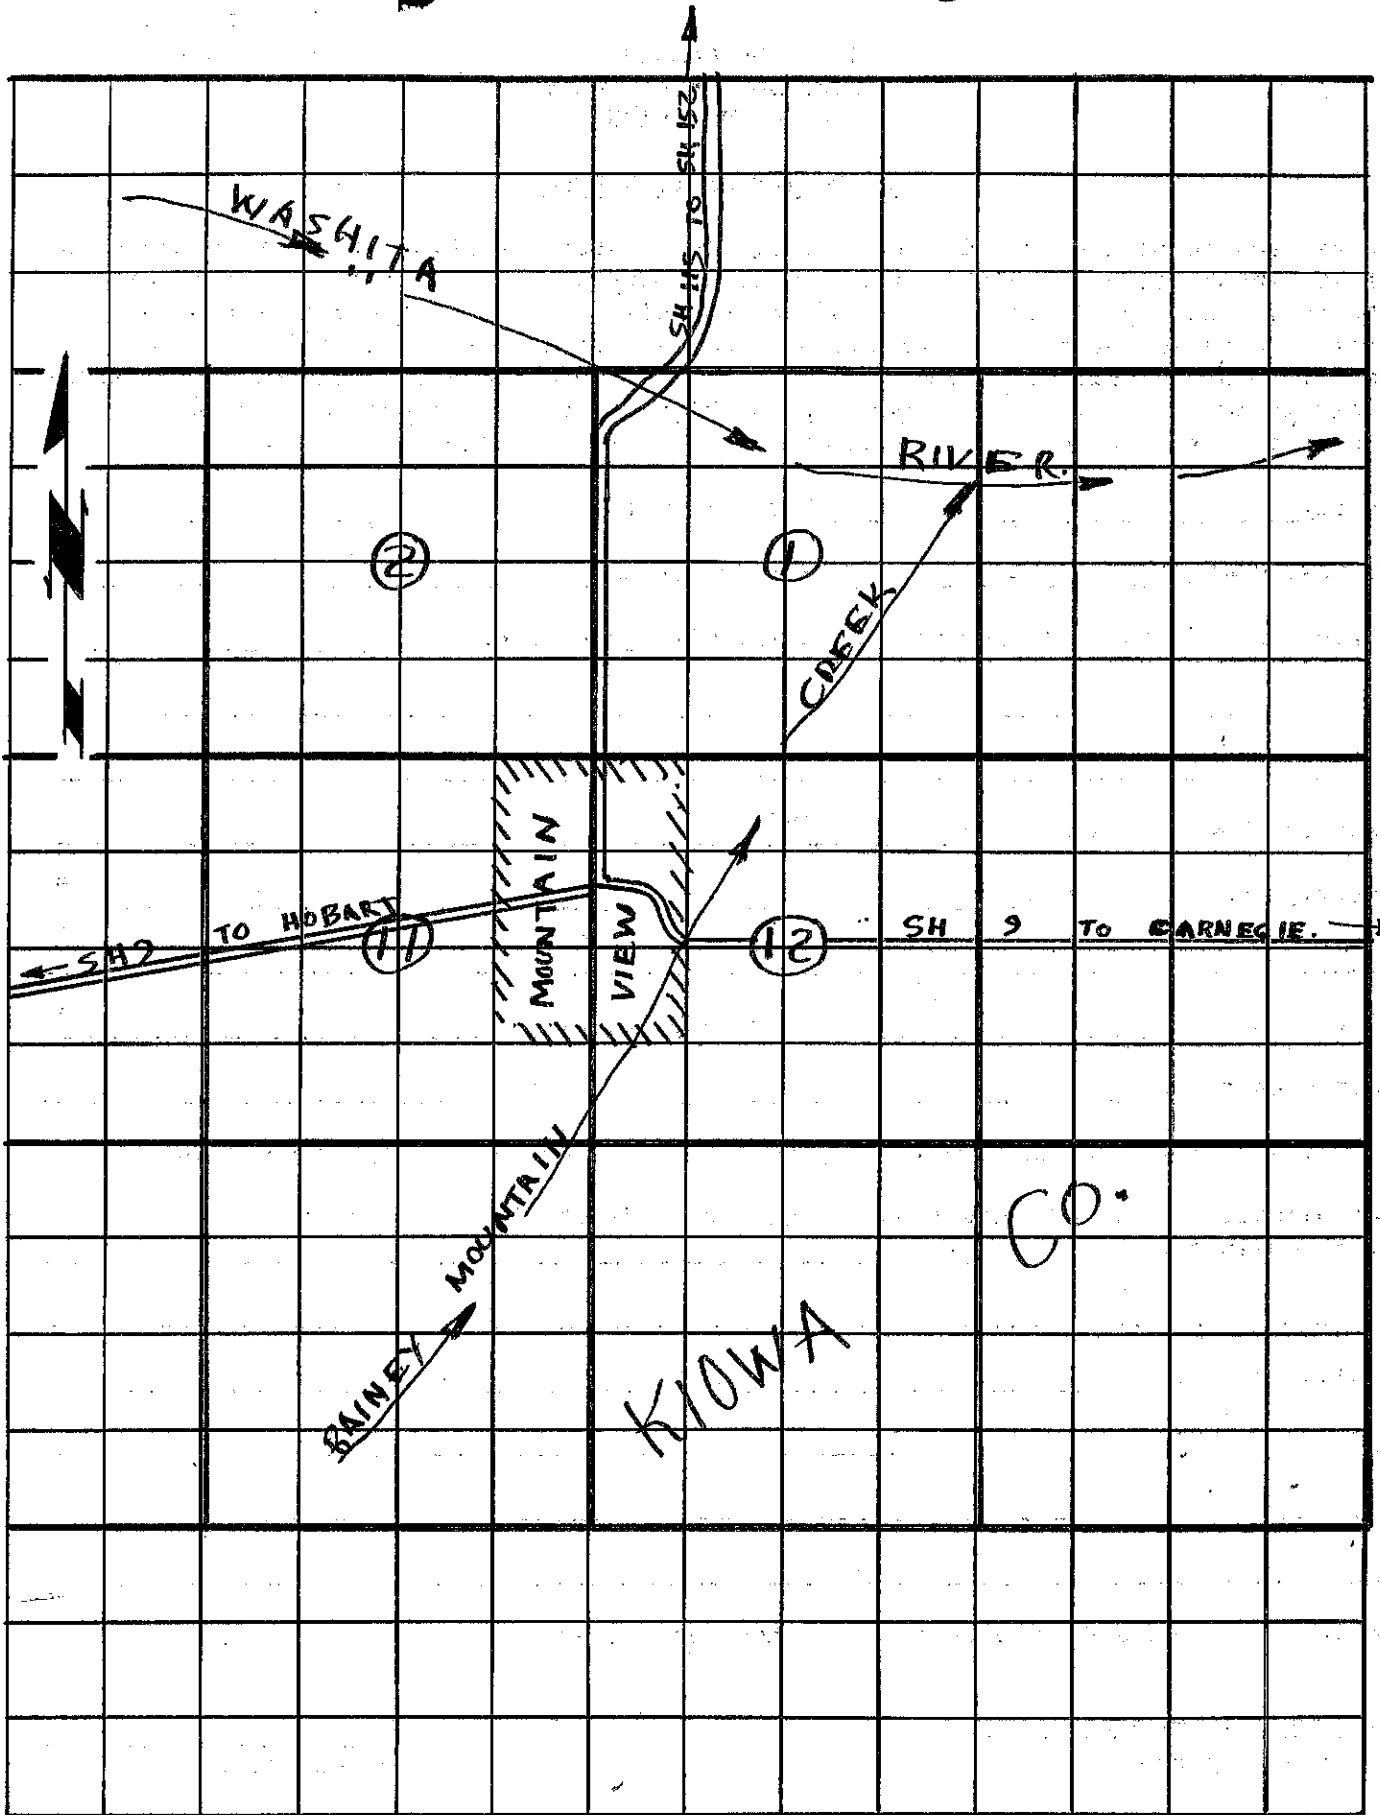 SH 115 TO SH 152
WASHITA
RIVER.
N
2
1
CREEK
MOUNTAIN
VIEW
SH 9 TO HOBART
11
12
SH 9 TO CARNEGIE.
RAINEY MOUNTAIN
KIOWA CO.